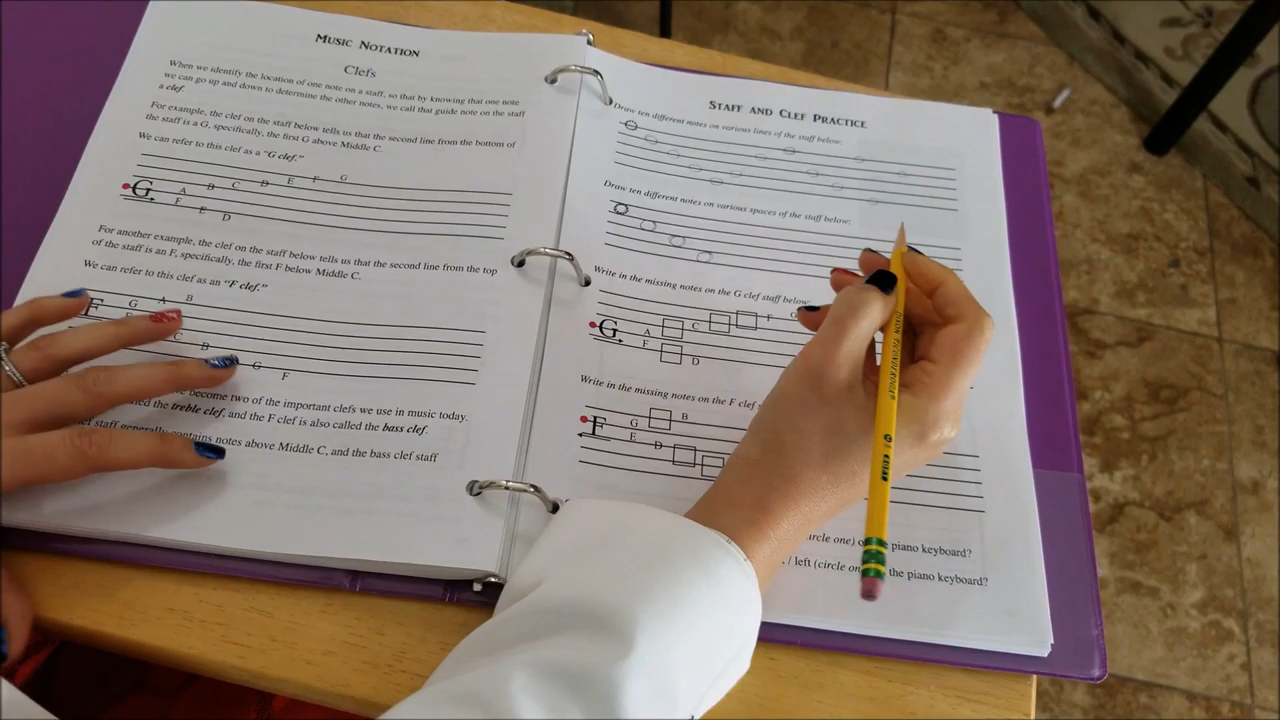 MUSIC NOTATION
Clefs
When we identify the location of one note on a staff, so that by knowing that one note
we can go up and down to determine the other notes, we call that guide note on the staff
a clef.
For example, the clef on the staff below tells us that the second line from the bottom of
the staff is a G, specifically, the first G above Middle C.
We can refer to this clef as a "G clef."
G A B C D E F G
F E D
For another example, the clef on the staff below tells us that the second line from the top
of the staff is an F, specifically, the first F below Middle C.
We can refer to this clef as an "F clef."
F G A B
C B G F
become two of the important clefs we use in music today.
the treble clef, and the F clef is also called the bass clef.
clef staff generally contains notes above Middle C, and the bass clef staff
STAFF AND CLEF PRACTICE
Draw ten different notes on various lines of the staff below:
Draw ten different notes on various spaces of the staff below:
Write in the missing notes on the G clef staff below:
G A C F G
F D
Write in the missing notes on the F clef
F G B
E D
(circle one) of the piano keyboard?
/ left (circle one) the piano keyboard?
DIXON TICONDEROGA®